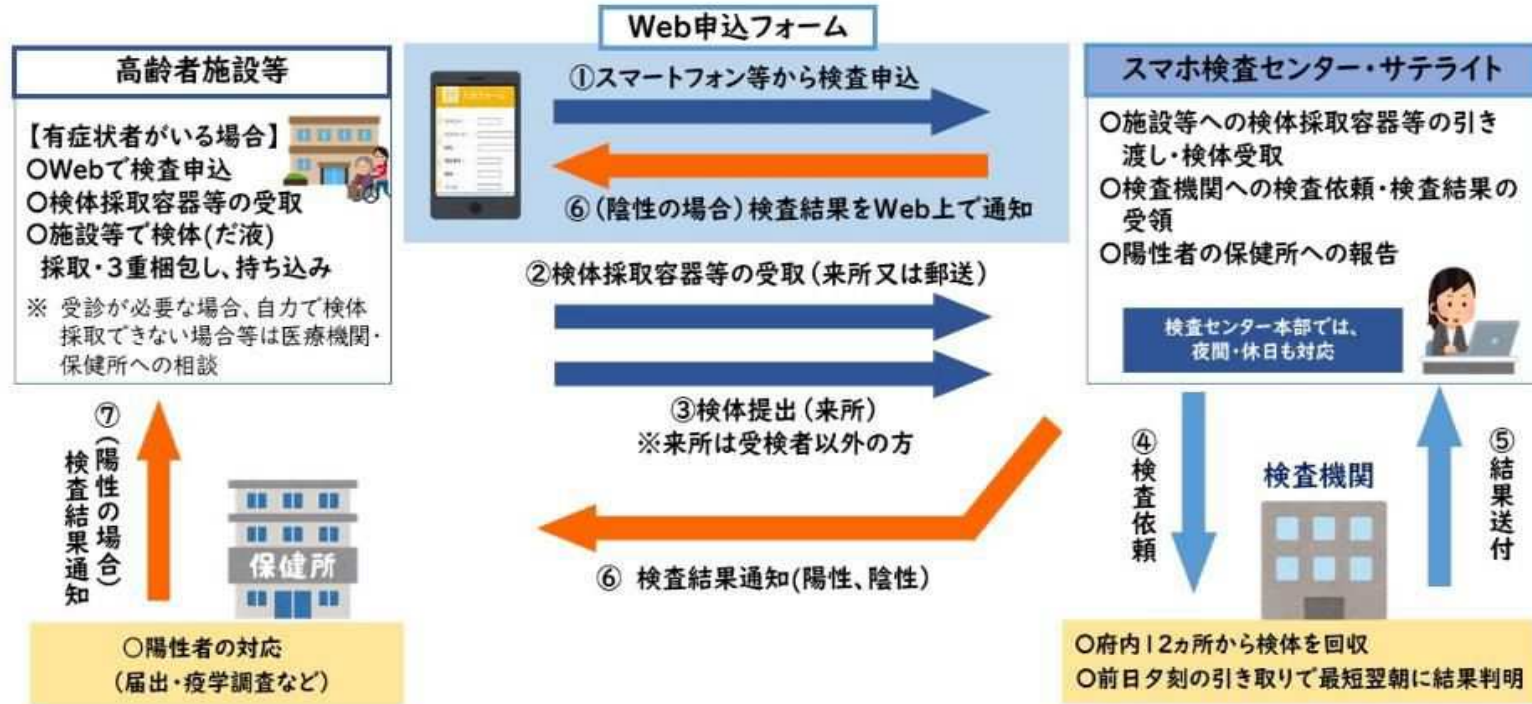 Web申込フォーム
高齢者施設等
【有症状者がいる場合】
○Webで検査申込
○検体採取容器等の受取
○施設等で検体(だ液)
採取・3重梱包し、持ち込み
※ 受診が必要な場合、自力で検体
採取できない場合等は医療機関・
保健所への相談
①スマートフォン等から検査申込
⑥(陰性の場合)検査結果をWeb上で通知
②検体採取容器等の受取(来所又は郵送)
③検体提出(来所)
※来所は受検者以外の方
⑥ 検査結果通知(陽性、陰性)
スマホ検査センター・サテライト
○施設等への検体採取容器等の引き
渡し・検体受取
○検査機関への検査依頼・検査結果の
受領
○陽性者の保健所への報告
検査センター本部では、
夜間・休日も対応
④検査依頼
検査機関
⑤結果送付
○府内12ヵ所から検体を回収
○前日夕刻の引き取りで最短翌朝に結果判明
⑦(陽性の場合)
検査結果通知
保健所
○陽性者の対応
(届出・疫学調査など)